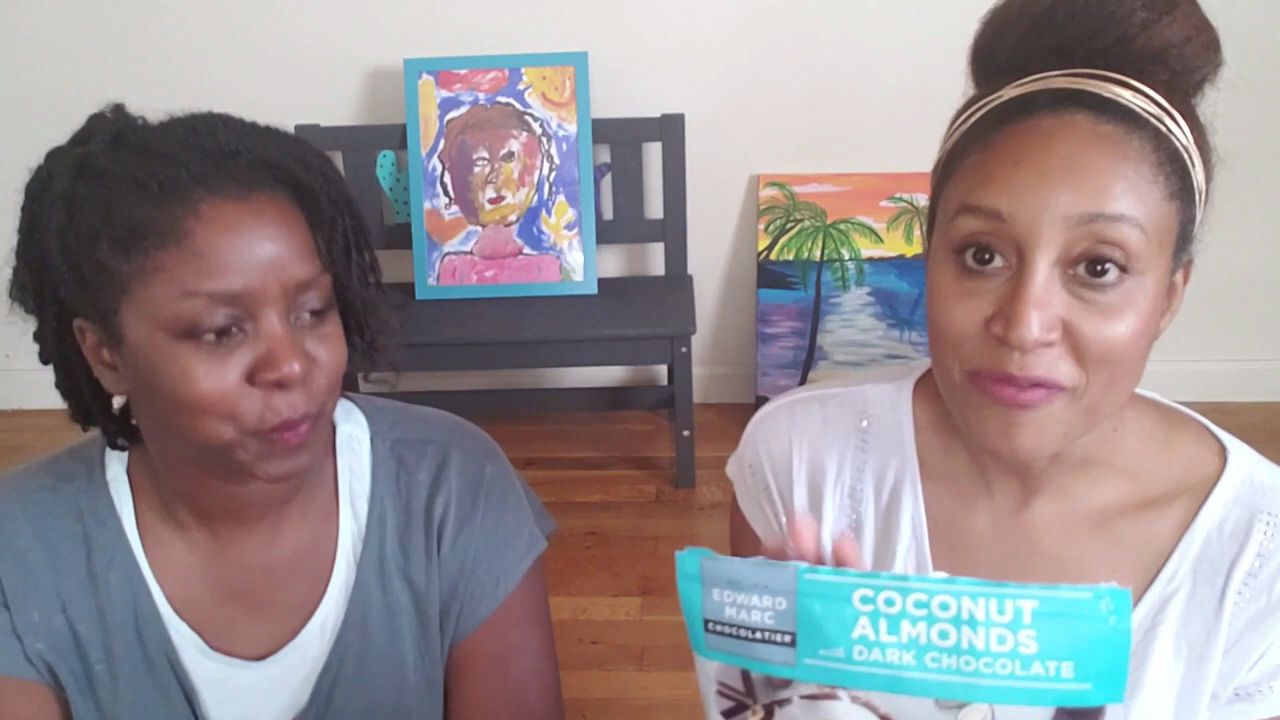 EDWARD
MARC
CHOCOLATIER
COCONUT
ALMONDS
DARK CHOCOLATE